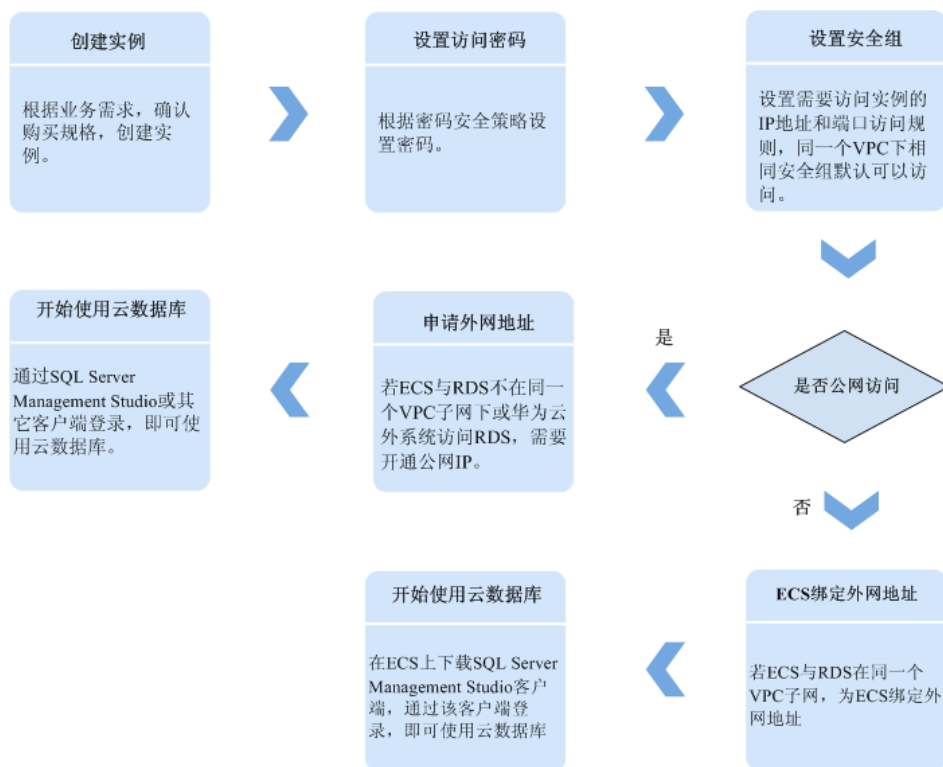 创建实例
根据业务需求，确认
购买规格，创建实
例。
设置访问密码
根据密码安全策略设
置密码。
设置安全组
设置需要访问实例的
IP地址和端口访问规
则，同一个VPC下相
同安全组默认可以访
问。
是否公网访问
是
申请外网地址
若ECS与RDS不在同一
个VPC子网下或华为云
外系统访问RDS，需要
开通公网IP。
开始使用云数据库
通过SQL Server
Management Studio或其
它客户端登录，即可使
用云数据库。
否
ECS绑定外网地址
若ECS与RDS在同一个
VPC子网，为ECS绑定外
网地址
开始使用云数据库
在ECS上下载SQL Server
Management Studio客户
端，通过该客户端登
录，即可使用云数据库